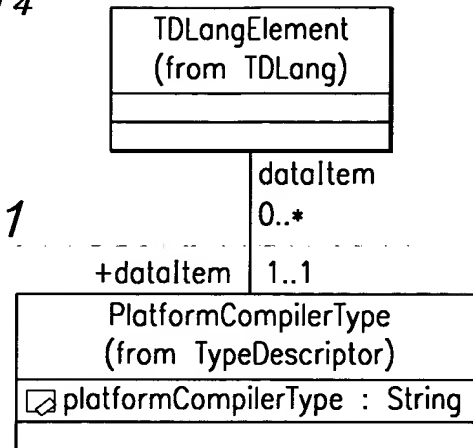 4
TDLangElement
(from TDLang)
dataItem
0..*
1
+dataItem 1..1
PlatformCompilerType
(from TypeDescriptor)
platformCompilerType : String